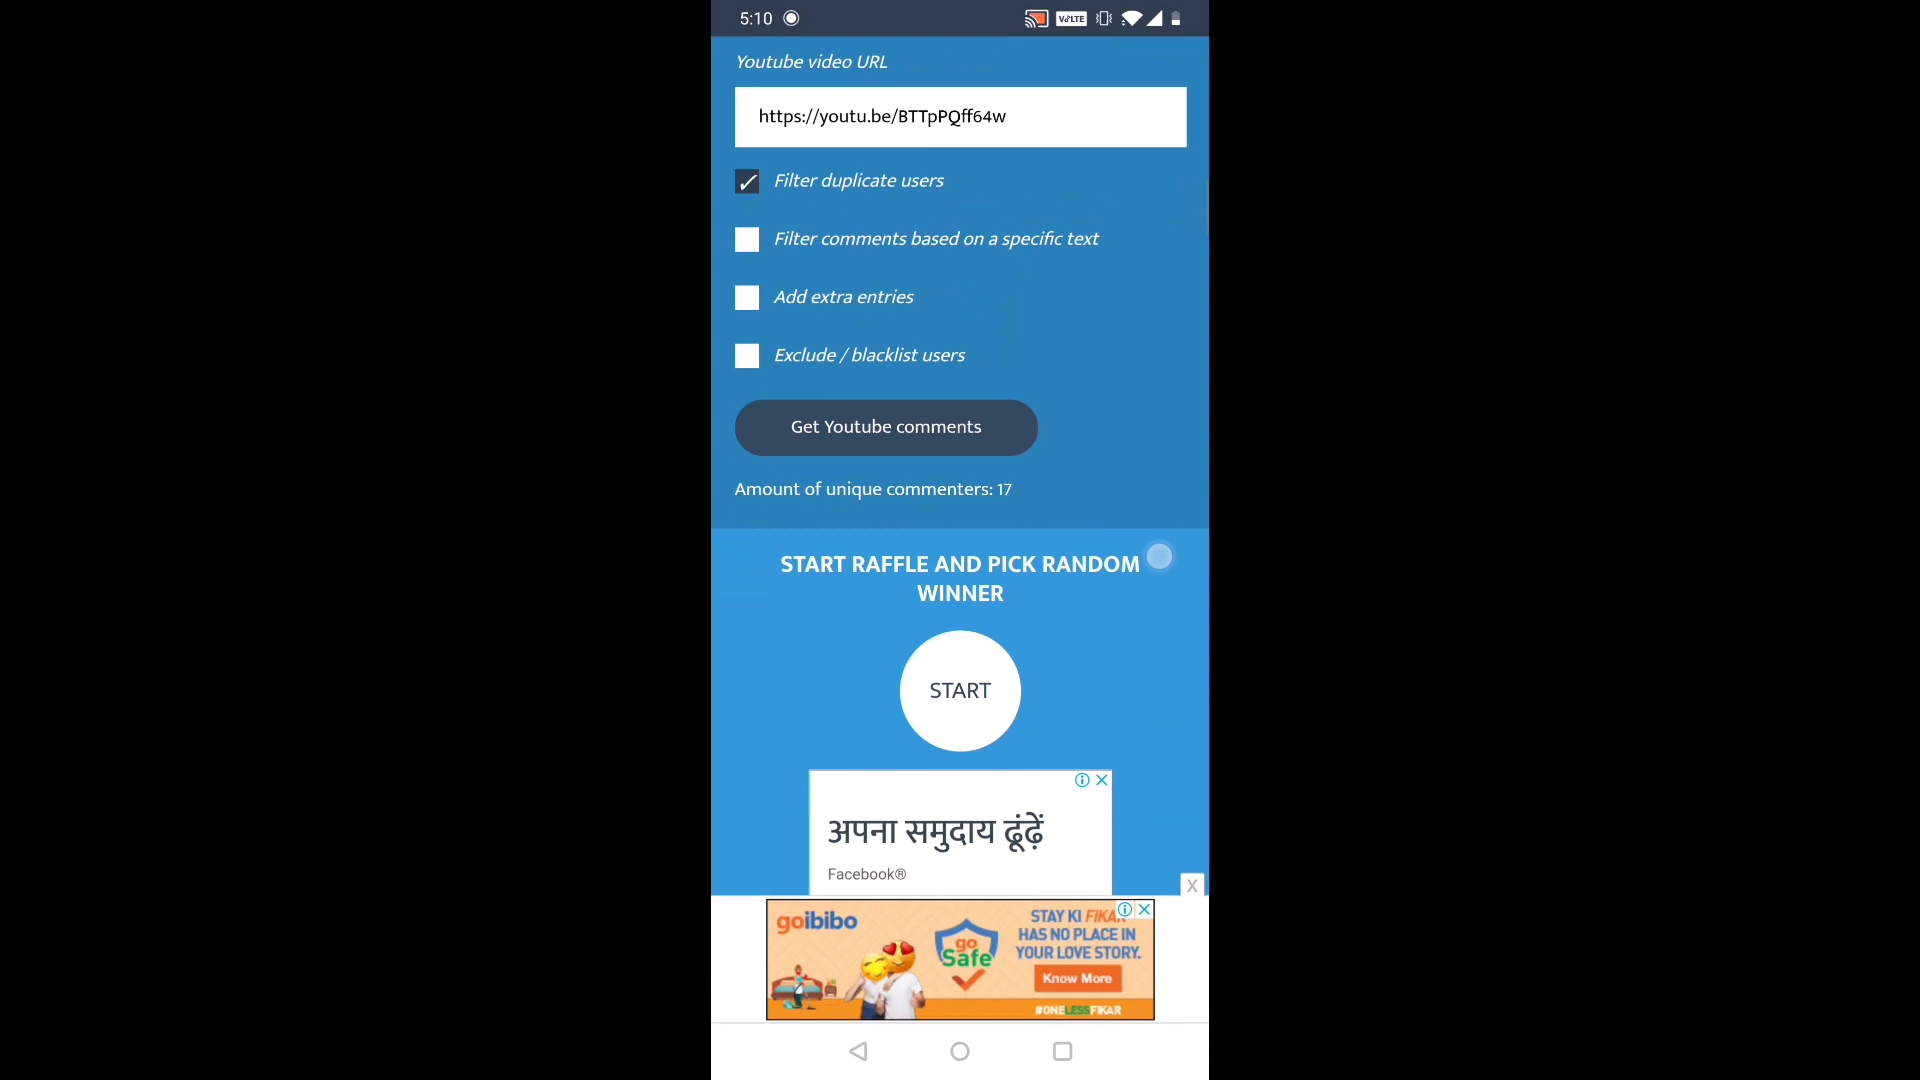 5:10
VoLTE
Youtube video URL
https://youtu.be/BTTpPQff64w
Filter duplicate users
Filter comments based on a specific text
Add extra entries
Exclude / blacklist users
Get Youtube comments
Amount of unique commenters: 17
START RAFFLE AND PICK RANDOM
WINNER
START
अपना समुदाय ढूंढ़ें
Facebook®
X
goibibo
go
Safe
STAY KI FIKAR
HAS NO PLACE IN
YOUR LOVE STORY.
Know More
#ONELESSFIKAR